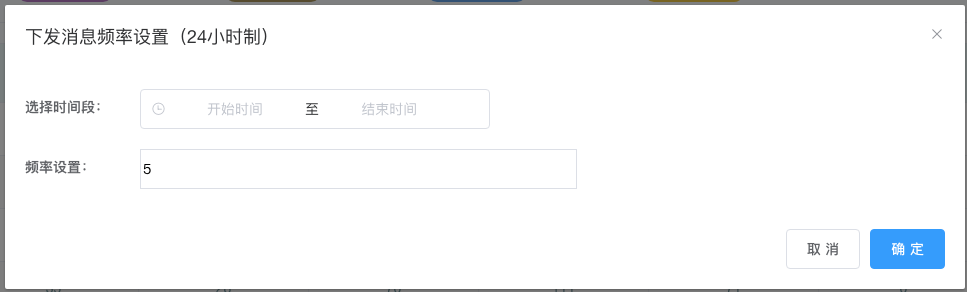 下发消息频率设置（24小时制）
选择时间段：
开始时间 至 结束时间
频率设置：
5
取 消 确 定